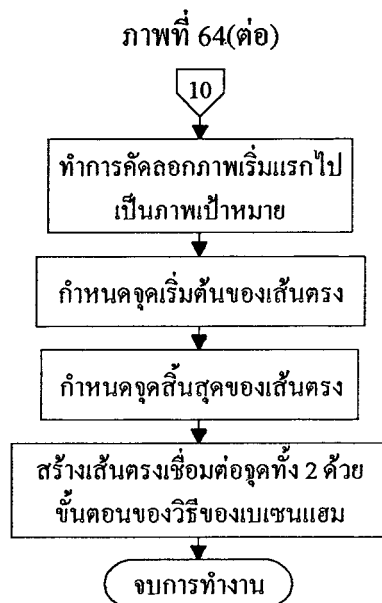 ภาพที่ 64(ต่อ)
10
ทำการคัดลอกภาพเริ่มแรกไป
เป็นภาพเป้าหมาย
กำหนดจุดเริ่มต้นของเส้นตรง
กำหนดจุดสิ้นสุดของเส้นตรง
สร้างเส้นตรงเชื่อมต่อจุดทั้ง 2 ด้วย
ขั้นตอนของวิธีของเบเซนแฮม
จบการทำงาน